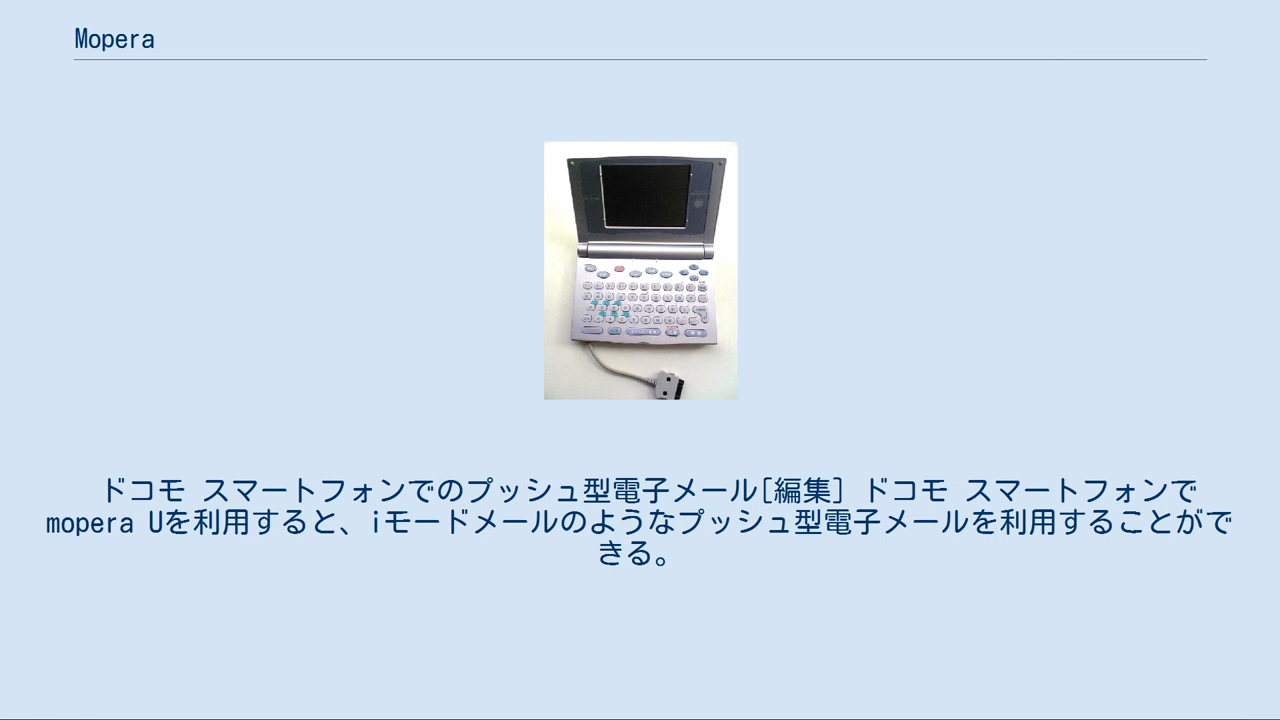 Mopera
ドコモ スマートフォンでのプッシュ型電子メール[編集] ドコモ スマートフォンで
mopera Uを利用すると、iモードメールのようなプッシュ型電子メールを利用することがで
きる。